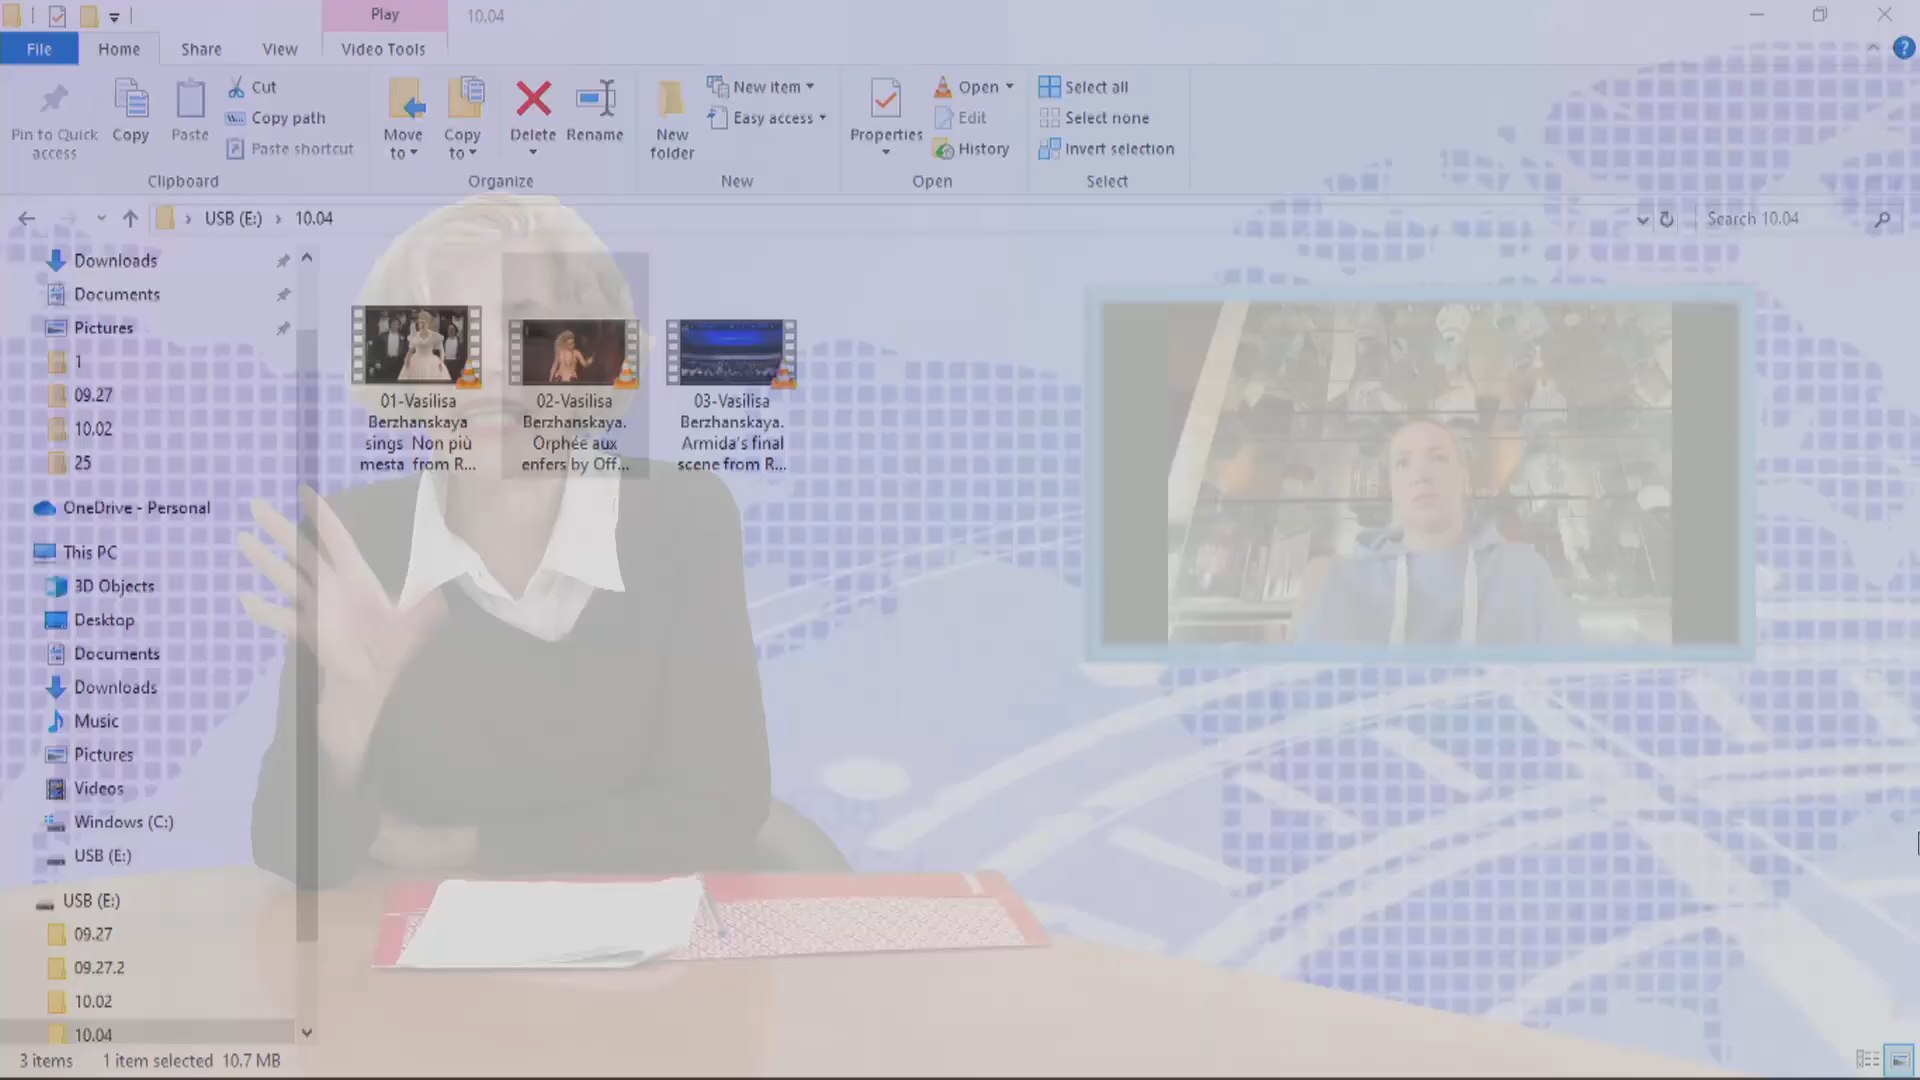 Play
10.04
File
Home
Share
View
Video Tools
Pin to Quick
access
Copy
Paste
Cut
Copy path
Paste shortcut
Clipboard
Move
to
Copy
to
Delete
Rename
Organize
New
folder
New item
Easy access
New
Properties
Open
Edit
History
Open
Select all
Select none
Invert selection
Select
USB (E:)
10.04
Search 10.04
Downloads
Documents
Pictures
1
09.27
10.02
25
OneDrive - Personal
This PC
3D Objects
Desktop
Documents
Downloads
Music
Pictures
Videos
Windows (C:)
USB (E:)
USB (E:)
09.27
09.27.2
10.02
10.04
01-Vasilisa
Berzhanskaya
sings Non più
mesta from R...
02-Vasilisa
Berzhanskaya.
Orphée aux
enfers by Off...
03-Vasilisa
Berzhanskaya.
Armida's final
scene from R...
3 items
1 item selected 10.7 MB